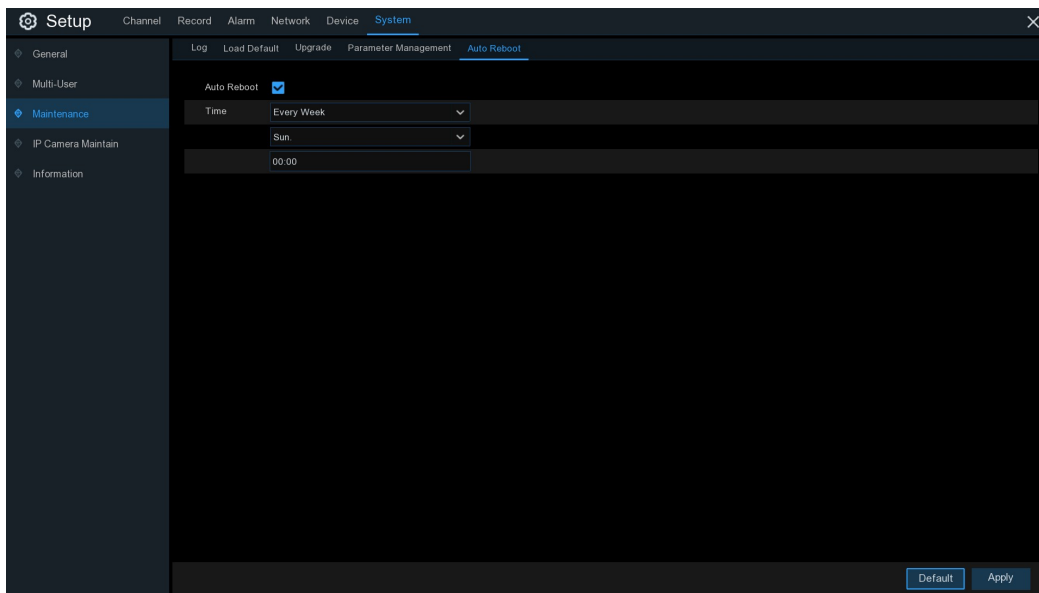 Setup Channel Record Alarm Network Device System
General
Log Load Default Upgrade Parameter Management Auto Reboot
Multi-User
Auto Reboot
Maintenance
Time Every Week
IP Camera Maintain
Sun.
00:00
Information
Default Apply